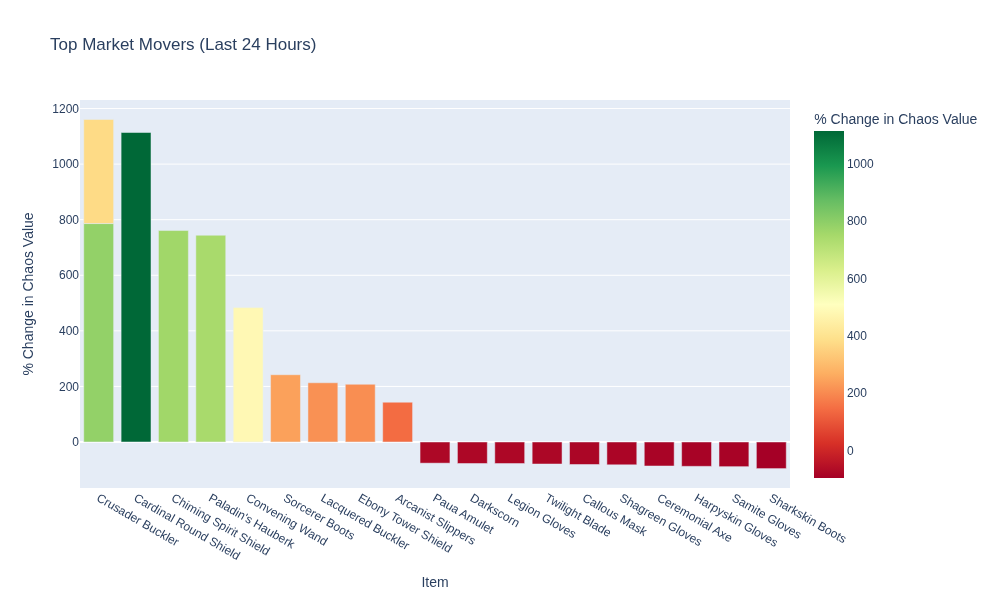 Top Market Movers (Last 24 Hours)
% Change in Chaos Value
1200
1000
800
600
400
200
0
% Change in Chaos Value
Crusader Buckler
Cardinal Round Shield
Chiming Spirit Shield
Paladin's Hauberk
Convening Wand
Sorcerer Boots
Lacquered Buckler
Ebony Tower Shield
Arcanist Slippers
Paua Amulet
Darkscorn
Legion Gloves
Twilight Blade
Callous Mask
Shagreen Gloves
Ceremonial Axe
Harpyskin Gloves
Samite Gloves
Sharkskin Boots
Item
1000
800
600
400
200
0